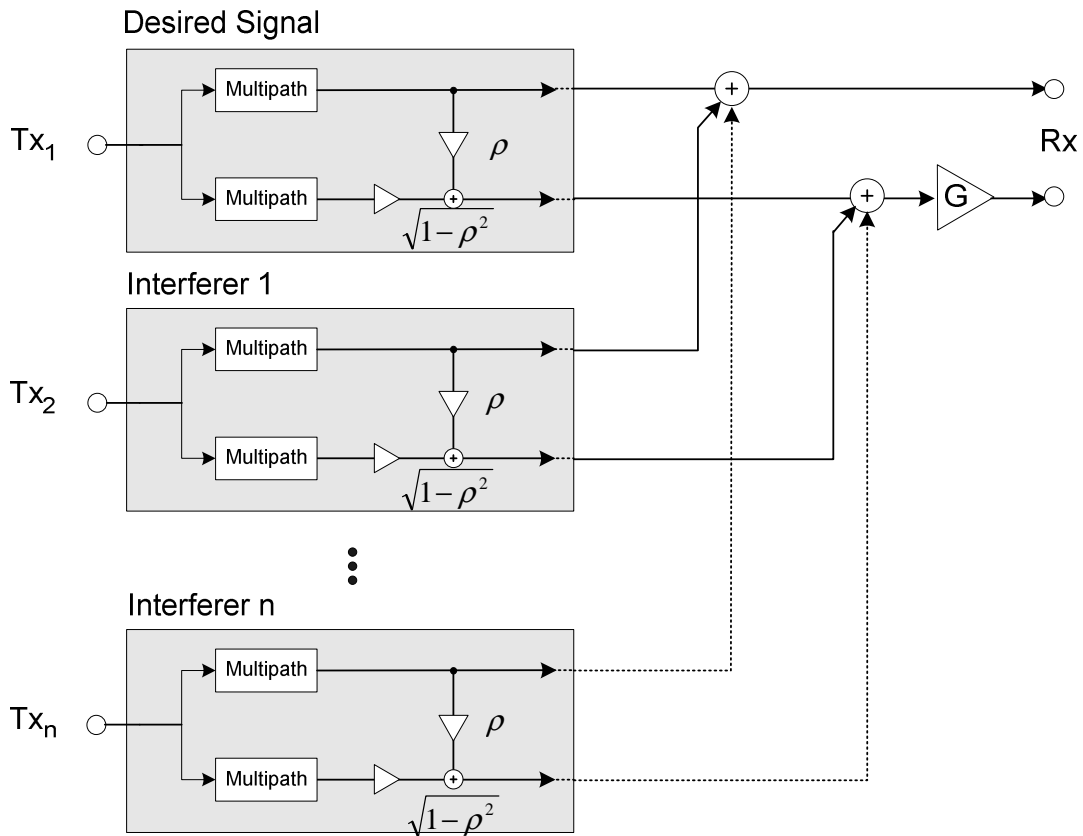 Desired Signal
Tx₁
Multipath
ρ
Multipath
√1−ρ²
G
Rx
Interferer 1
Tx₂
Multipath
ρ
Multipath
√1−ρ²
Interferer n
Txₙ
Multipath
ρ
Multipath
√1−ρ²